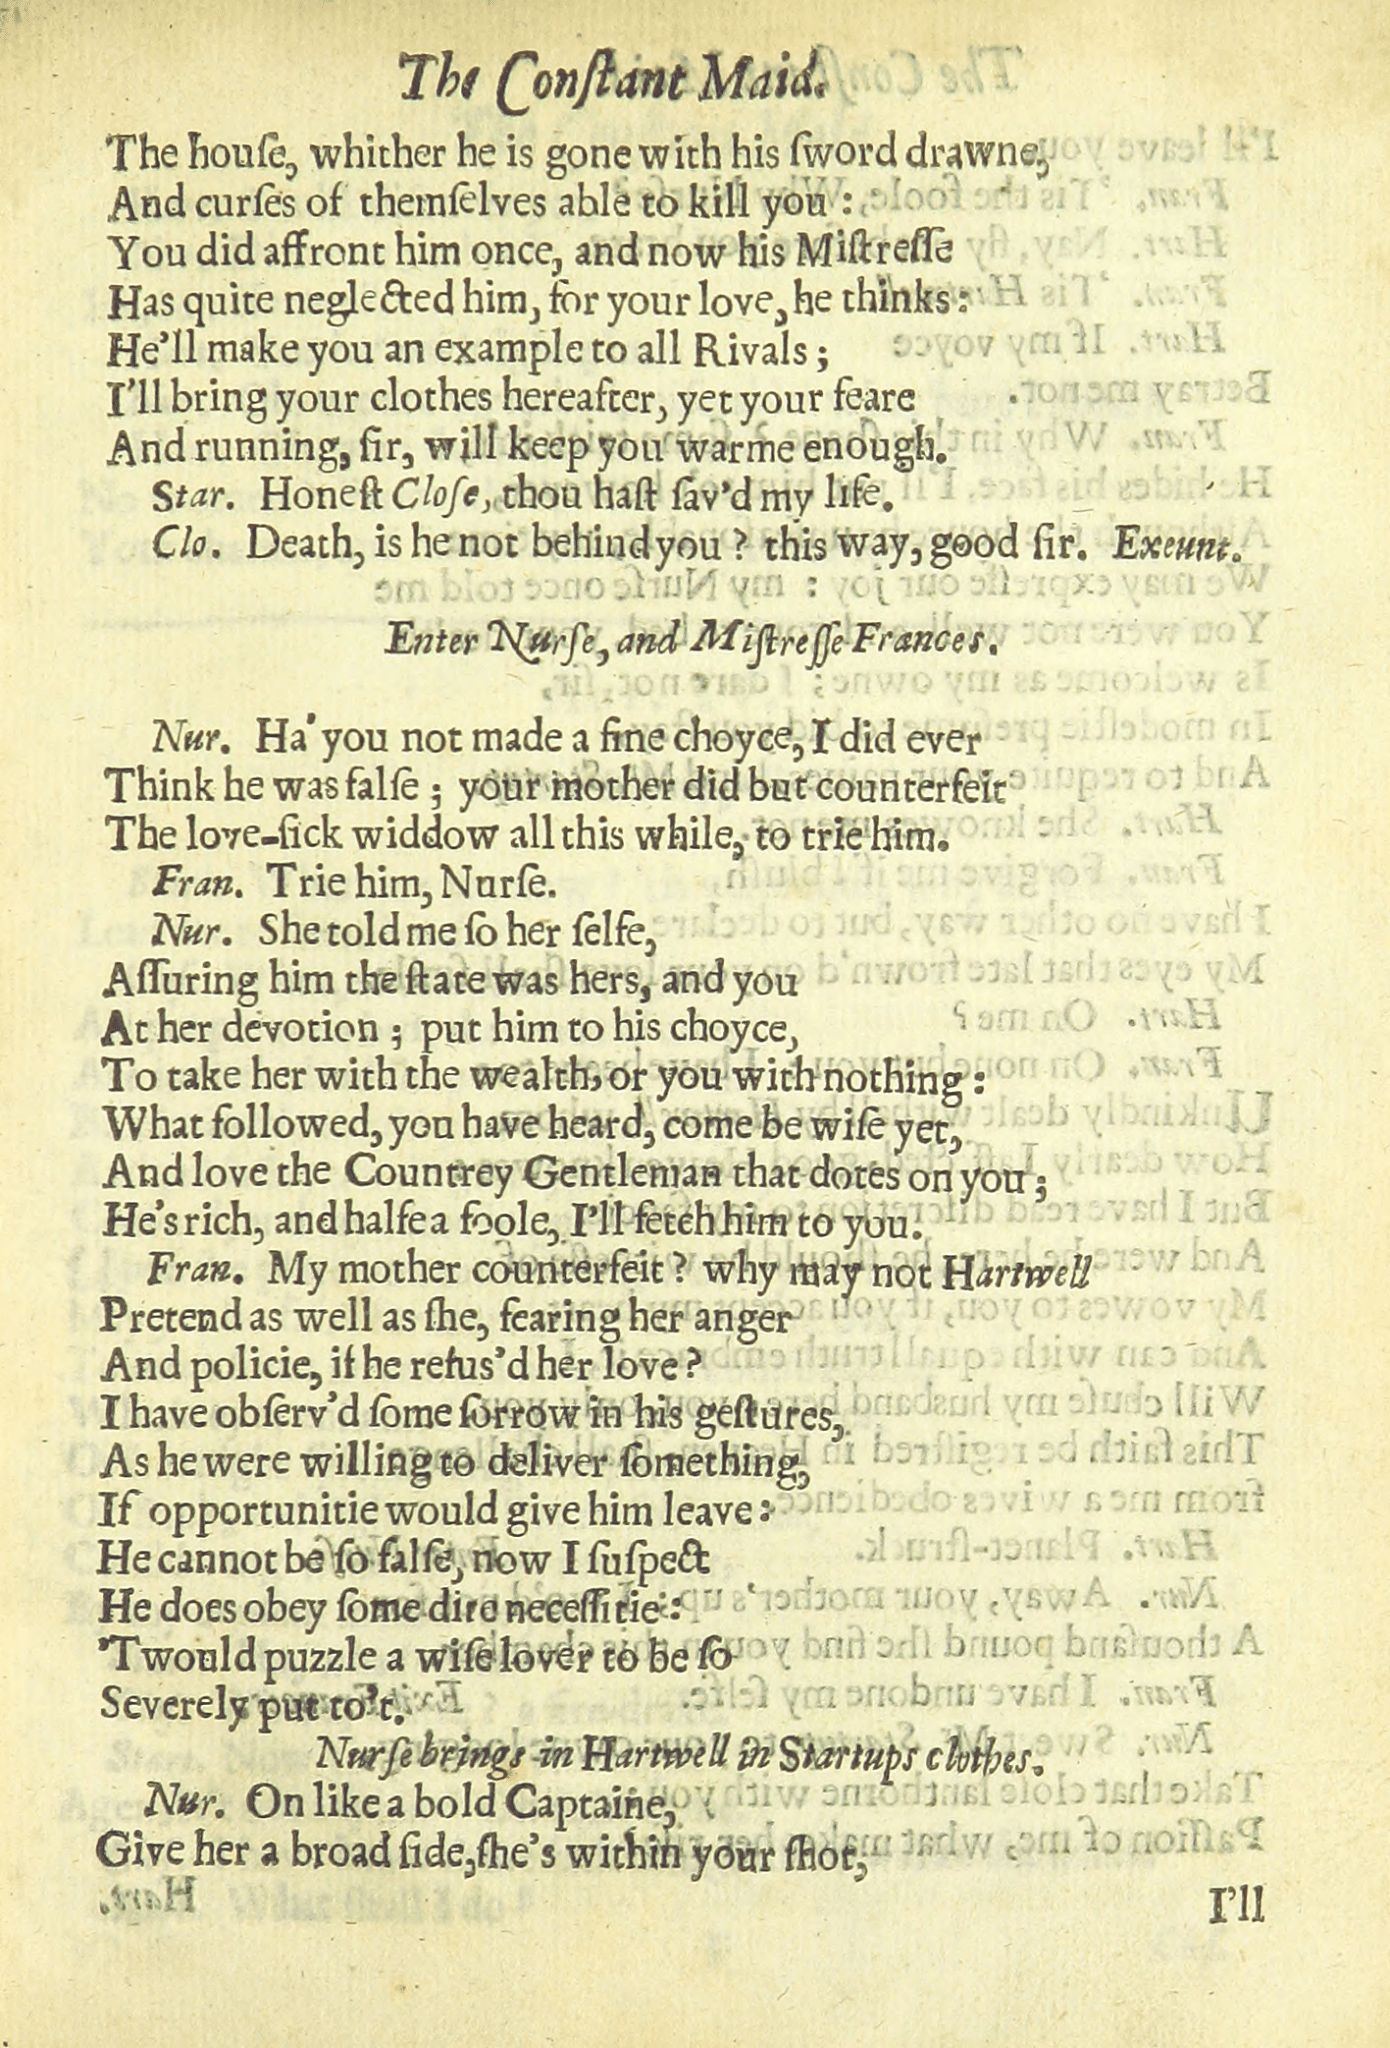 The Conſtant Maid.
The houſe, whither he is gone with his ſword drawne,
And curſes of themſelves able to kill you :
You did affront him once, and now his Miſtreſſe
Has quite neglected him, for your love, he thinks:
He'll make you an example to all Rivals ;
I'll bring your clothes hereafter, yet your feare
And running, ſir, will keep you warme enough.
Star. Honeſt Cloſe, thou haſt ſav'd my life.
Clo. Death, is he not behind you ? this way, good ſir. Exeunt.
Enter Nurſe, and Miſtreſſe Frances.
Nur. Ha' you not made a fine choyce, I did ever
Think he was falſe ; your mother did but counterfeit
The love-ſick widdow all this while, to trie him.
Fran. Trie him, Nurſe.
Nur. She told me ſo her ſelfe,
Aſſuring him the ſtate was hers, and you
At her devotion ; put him to his choyce,
To take her with the wealth, or you with nothing :
What followed, you have heard, come be wiſe yet,
And love the Countrey Gentleman that dotes on you ;
He's rich, and halfe a foole, I'll fetch him to you.
Fran. My mother counterfeit ? why may not Hartwell
Pretend as well as ſhe, fearing her anger
And policie, if he refus'd her love ?
I have obſerv'd ſome ſorrow in his geſtures,
As he were willing to deliver ſomething,
If opportunitie would give him leave :
He cannot be ſo falſe, now I ſuſpect
He does obey ſome dire neceſſitie :
'Twould puzzle a wiſe lover to be ſo
Severely put to't.
Nurſe brings in Hartwell in Startups clothes.
Nur. On like a bold Captaine,
Give her a broad ſide, ſhe's within your ſhot,
I'll